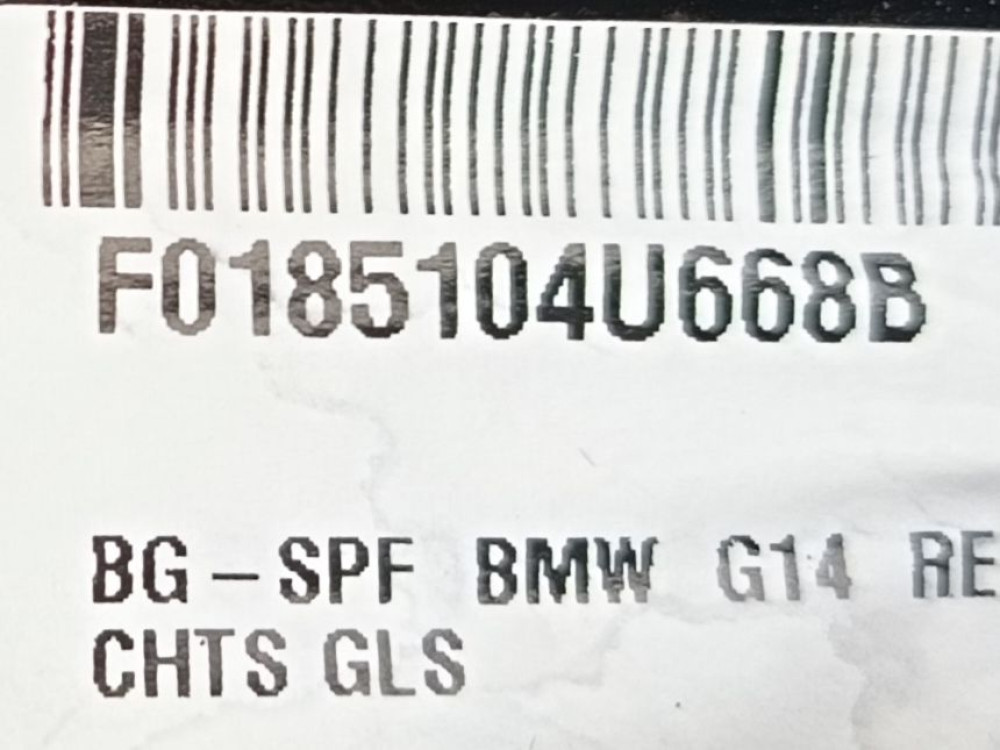 F0185104U668B
BG-SPF BMW G14 RE
CHTS GLS